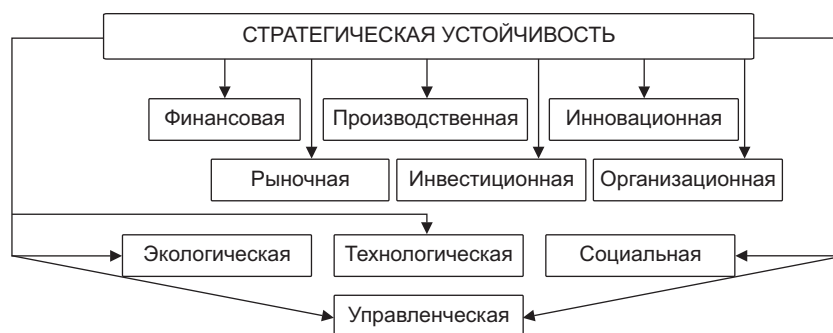 СТРАТЕГИЧЕСКАЯ УСТОЙЧИВОСТЬ
Финансовая
Производственная
Инновационная
Рыночная
Инвестиционная
Организационная
Экологическая
Технологическая
Социальная
Управленческая